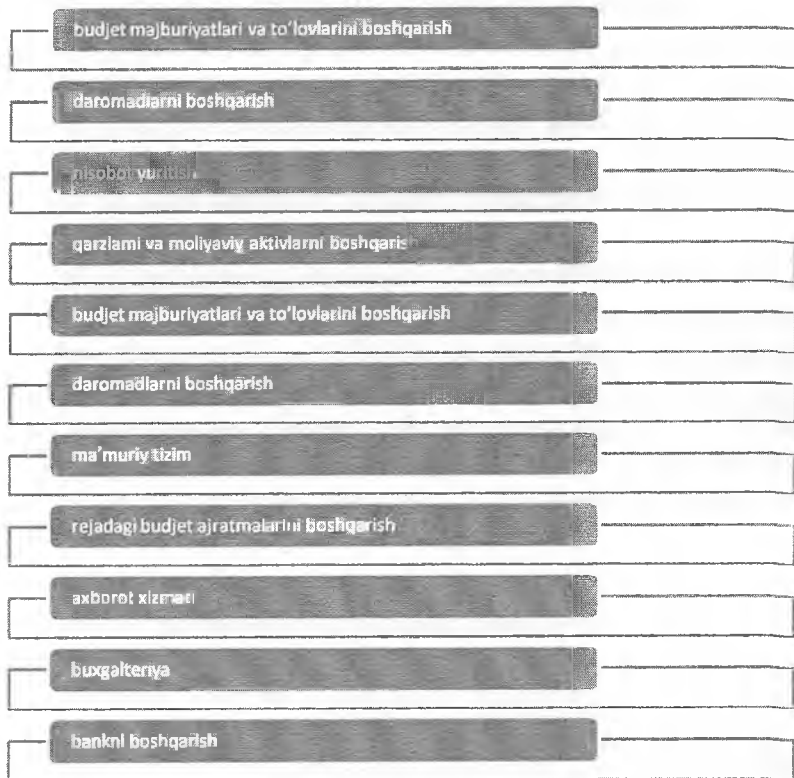 budjet majburiyatlari va to‘lovlarini boshqarish
daromadlarni boshqarish
hisobot yuritish
qarzlarni va moliyaviy aktivlarni boshqarish
budjet majburiyatlari va to‘lovlarini boshqarish
daromadlarni boshqarish
ma’muriy tizim
rejadagi budjet ajratmalarini boshqarish
axborot xizmati
buxgalteriya
bankni boshqarish